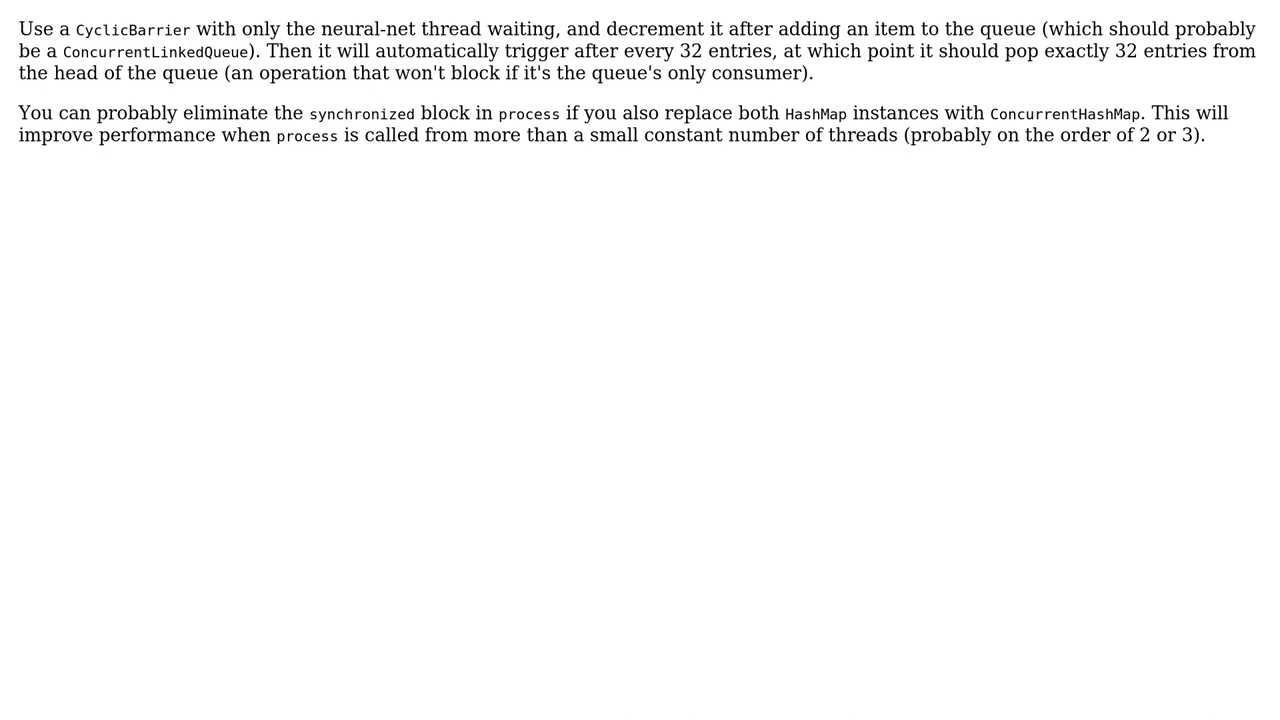 Use a CyclicBarrier with only the neural-net thread waiting, and decrement it after adding an item to the queue (which should probably
be a ConcurrentLinkedQueue). Then it will automatically trigger after every 32 entries, at which point it should pop exactly 32 entries from
the head of the queue (an operation that won't block if it's the queue's only consumer).
You can probably eliminate the synchronized block in process if you also replace both HashMap instances with ConcurrentHashMap. This will
improve performance when process is called from more than a small constant number of threads (probably on the order of 2 or 3).